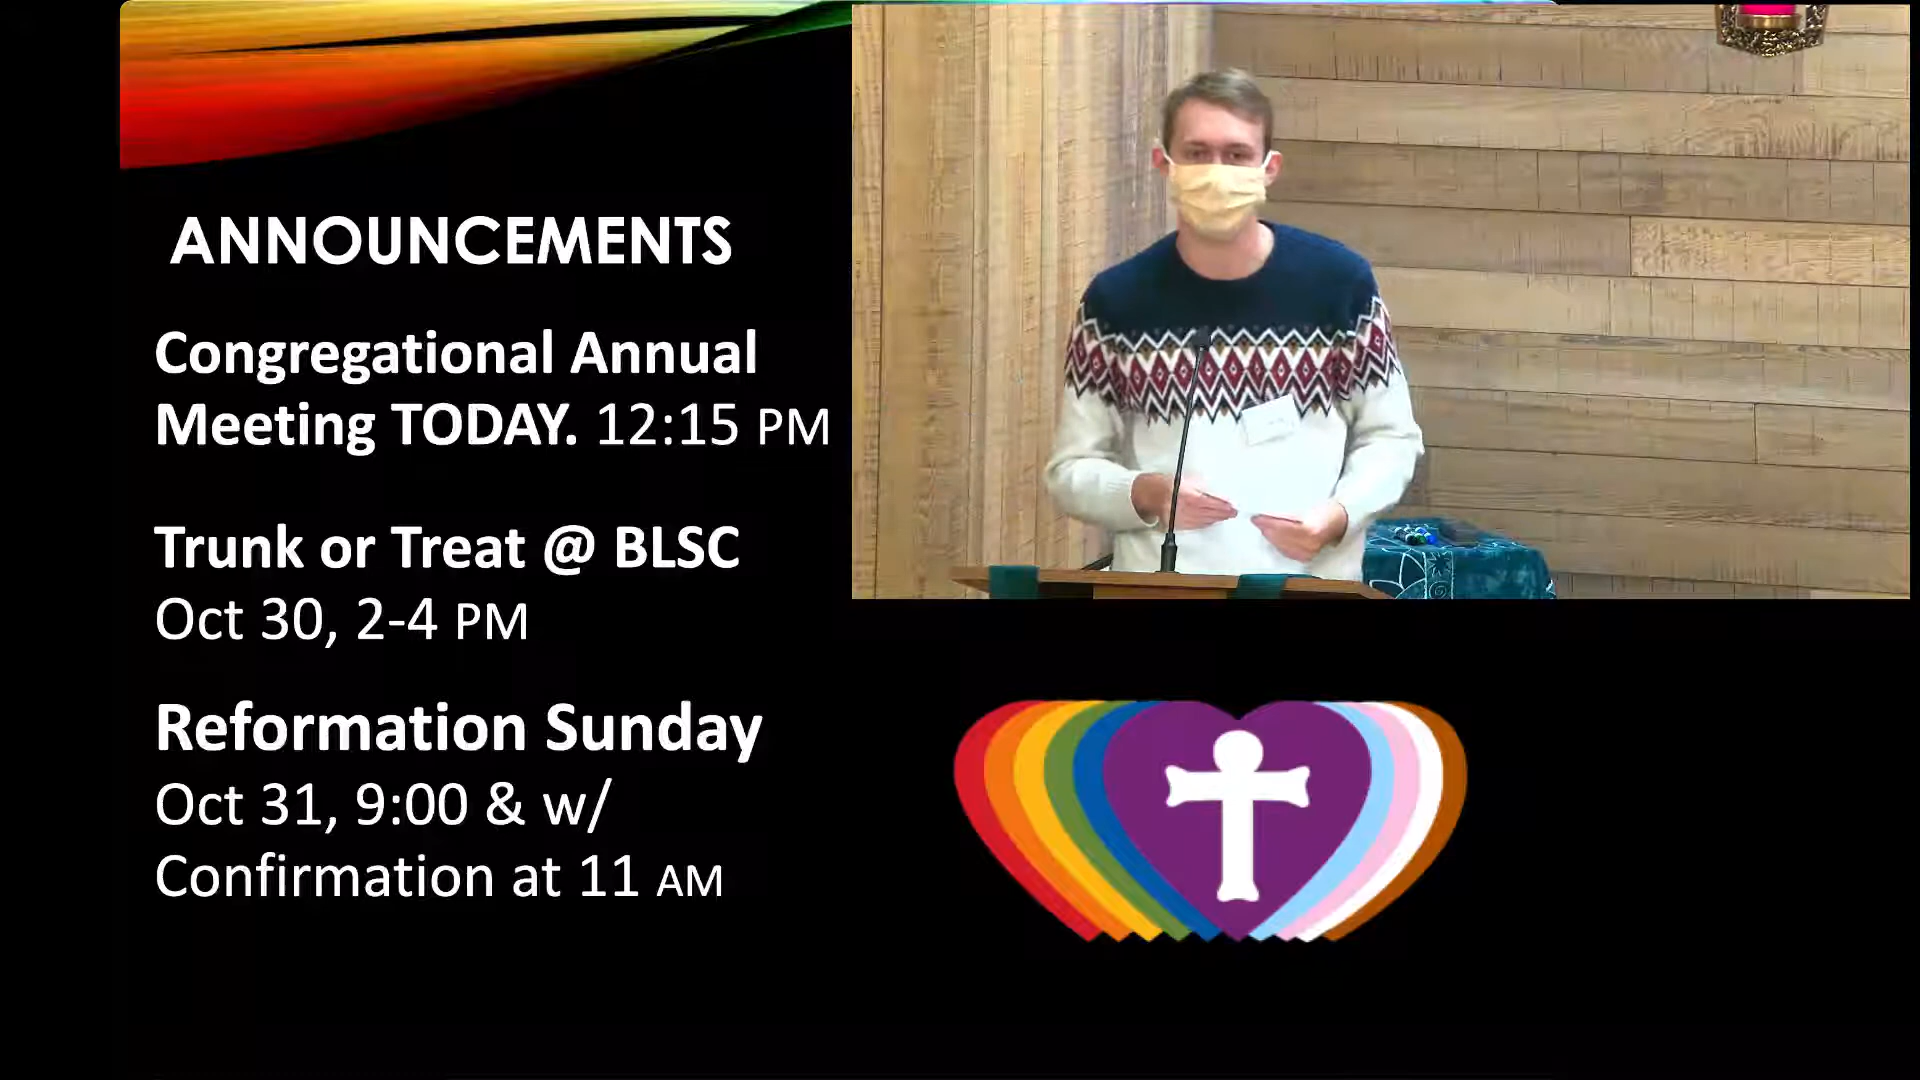 ANNOUNCEMENTS
Congregational Annual
Meeting TODAY. 12:15 PM
Trunk or Treat @ BLSC
Oct 30, 2-4 PM
Reformation Sunday
Oct 31, 9:00 & w/
Confirmation at 11 AM